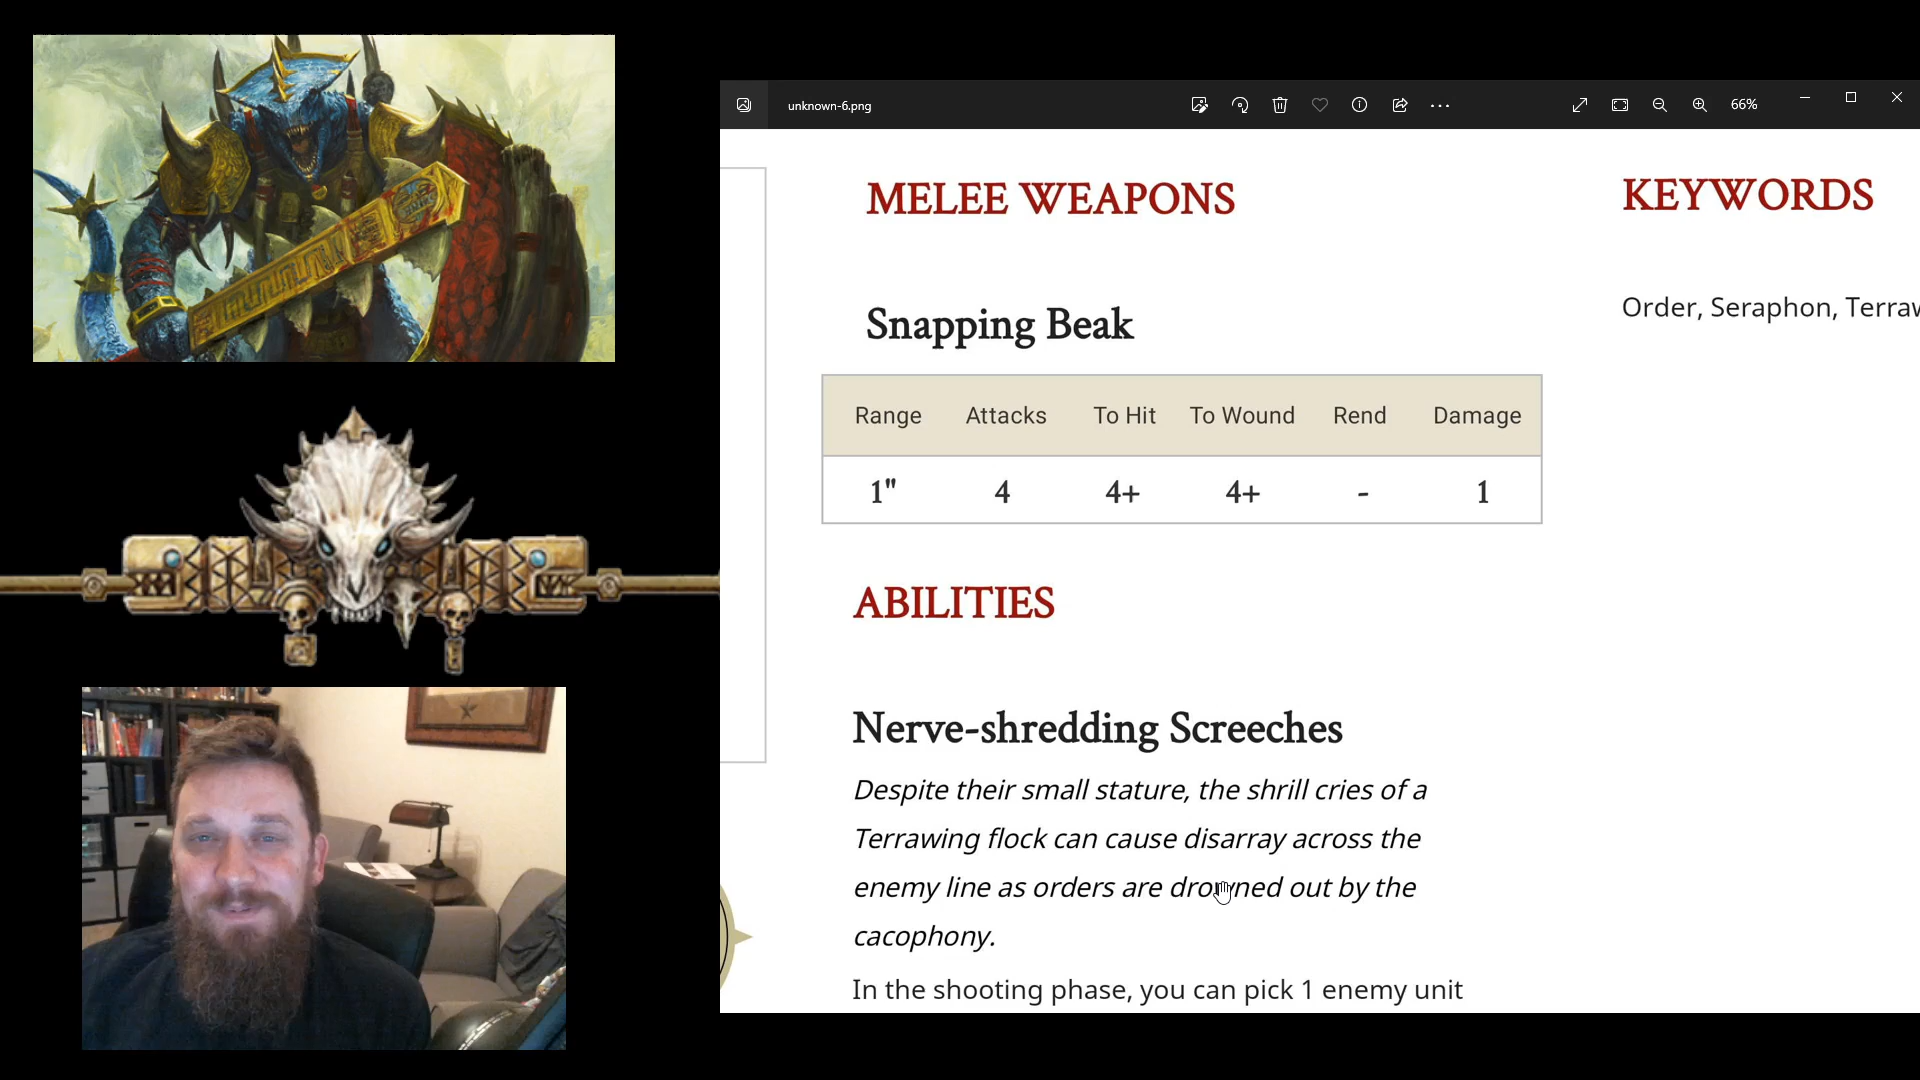 unknown-6.png
66%
MELEE WEAPONS
Snapping Beak
Range Attacks To Hit To Wound Rend Damage
1" 4 4+ 4+ - 1
ABILITIES
Nerve-shredding Screeches
Despite their small stature, the shrill cries of a
Terrawing flock can cause disarray across the
enemy line as orders are drowned out by the
cacophony.
In the shooting phase, you can pick 1 enemy unit
KEYWORDS
Order, Seraphon,